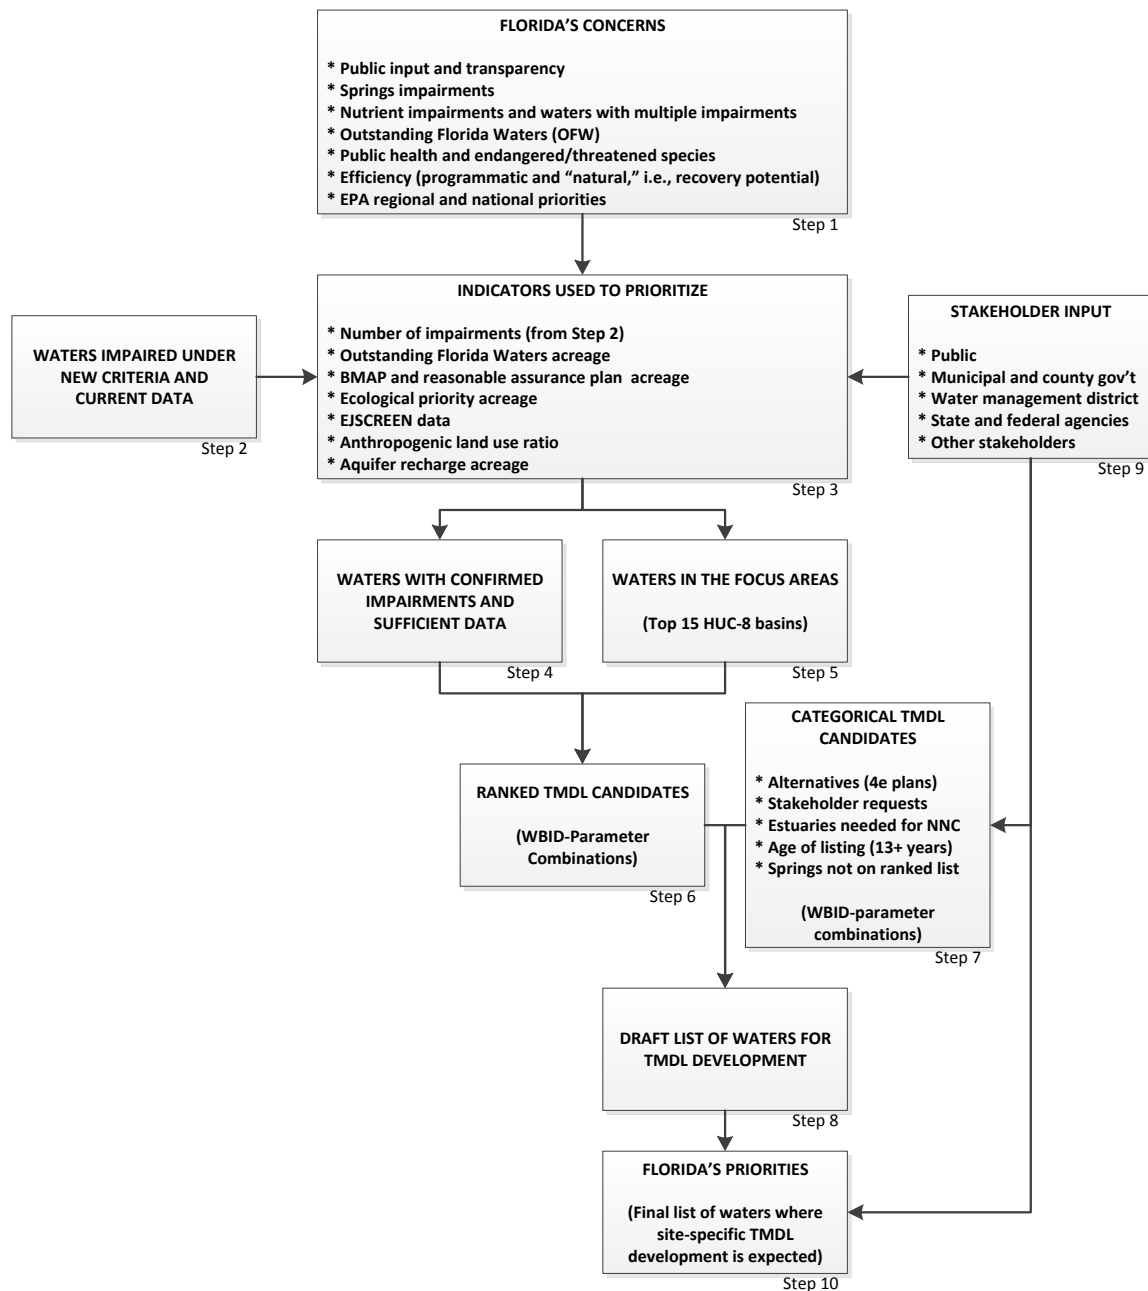 FLORIDA'S CONCERNS
* Public input and transparency
* Springs impairments
* Nutrient impairments and waters with multiple impairments
* Outstanding Florida Waters (OFW)
* Public health and endangered/threatened species
* Efficiency (programmatic and “natural,” i.e., recovery potential)
* EPA regional and national priorities
Step 1
WATERS IMPAIRED UNDER
NEW CRITERIA AND
CURRENT DATA
Step 2
INDICATORS USED TO PRIORITIZE
* Number of impairments (from Step 2)
* Outstanding Florida Waters acreage
* BMAP and reasonable assurance plan  acreage
* Ecological priority acreage
* EJSCREEN data
* Anthropogenic land use ratio
* Aquifer recharge acreage
Step 3
STAKEHOLDER INPUT
* Public
* Municipal and county gov't
* Water management district
* State and federal agencies
* Other stakeholders
Step 9
WATERS WITH CONFIRMED
IMPAIRMENTS AND
SUFFICIENT DATA
Step 4
WATERS IN THE FOCUS AREAS
(Top 15 HUC-8 basins)
Step 5
RANKED TMDL CANDIDATES
(WBID-Parameter
Combinations)
Step 6
CATEGORICAL TMDL
CANDIDATES
* Alternatives (4e plans)
* Stakeholder requests
* Estuaries needed for NNC
* Age of listing (13+ years)
* Springs not on ranked list
(WBID-parameter
combinations)
Step 7
DRAFT LIST OF WATERS FOR
TMDL DEVELOPMENT
Step 8
FLORIDA'S PRIORITIES
(Final list of waters where
site-specific TMDL
development is expected)
Step 10